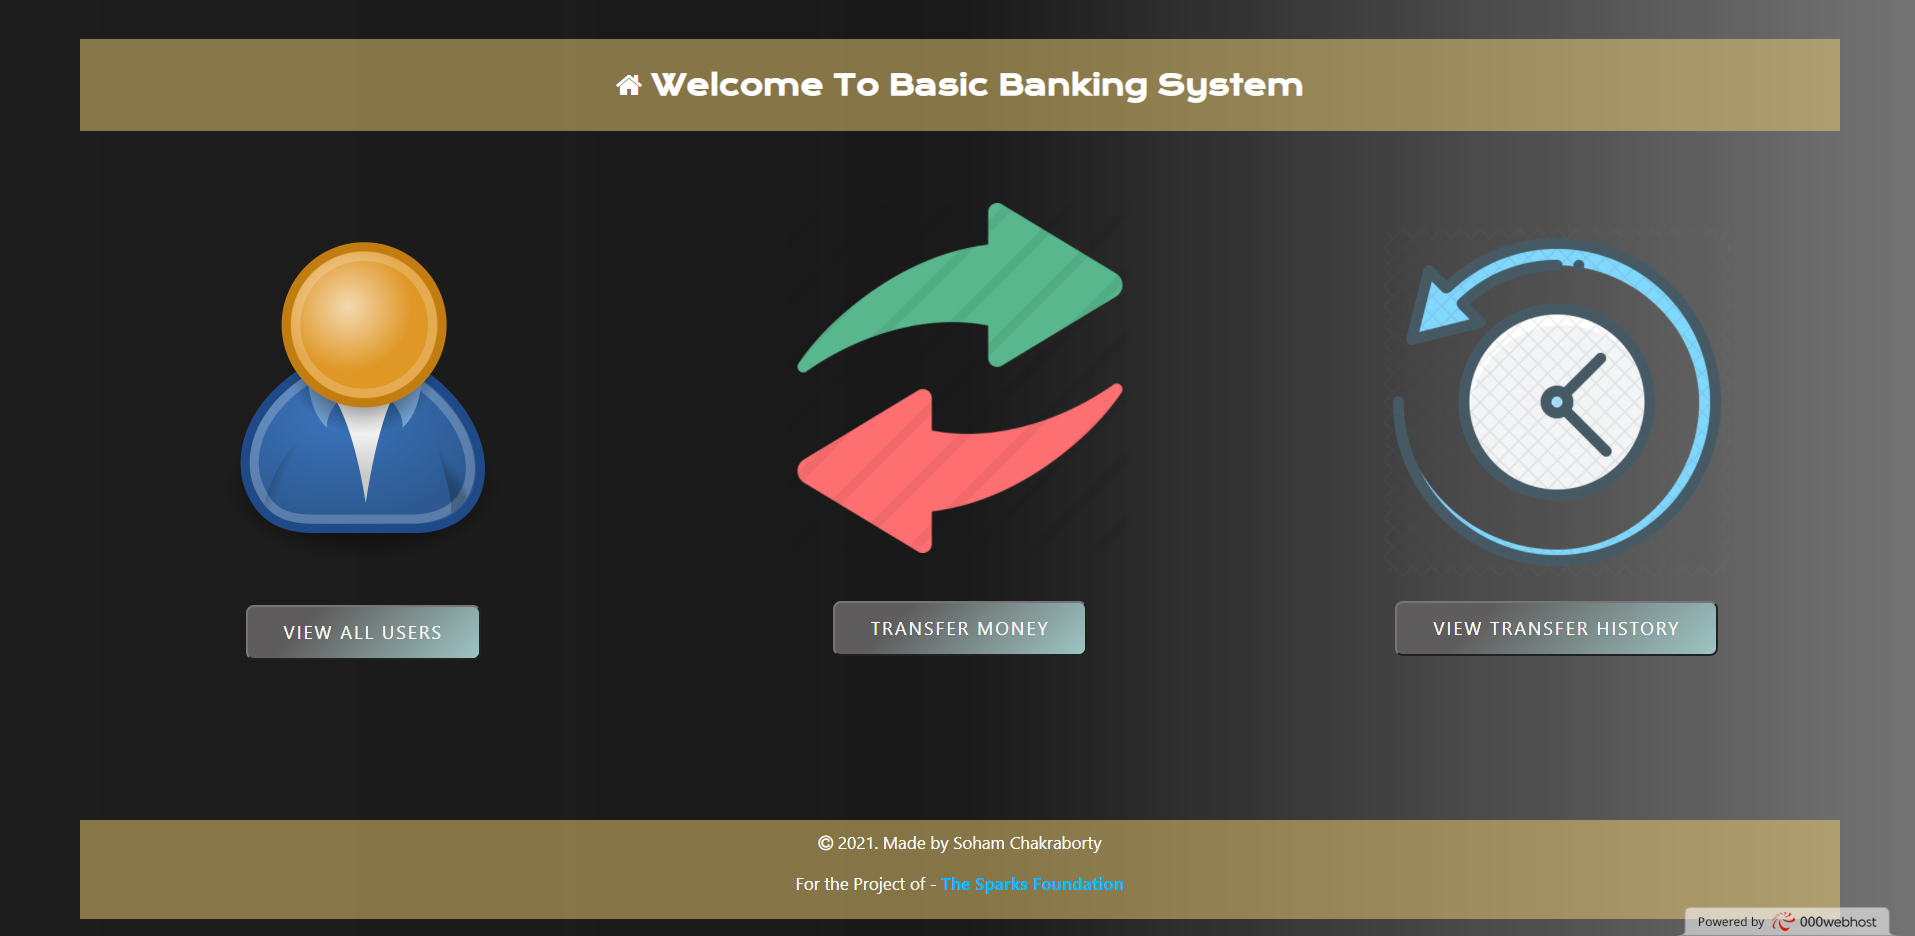 Welcome To Basic Banking System
VIEW ALL USERS
TRANSFER MONEY
VIEW TRANSFER HISTORY
© 2021. Made by Soham Chakraborty
For the Project of - The Sparks Foundation
Powered by 000webhost